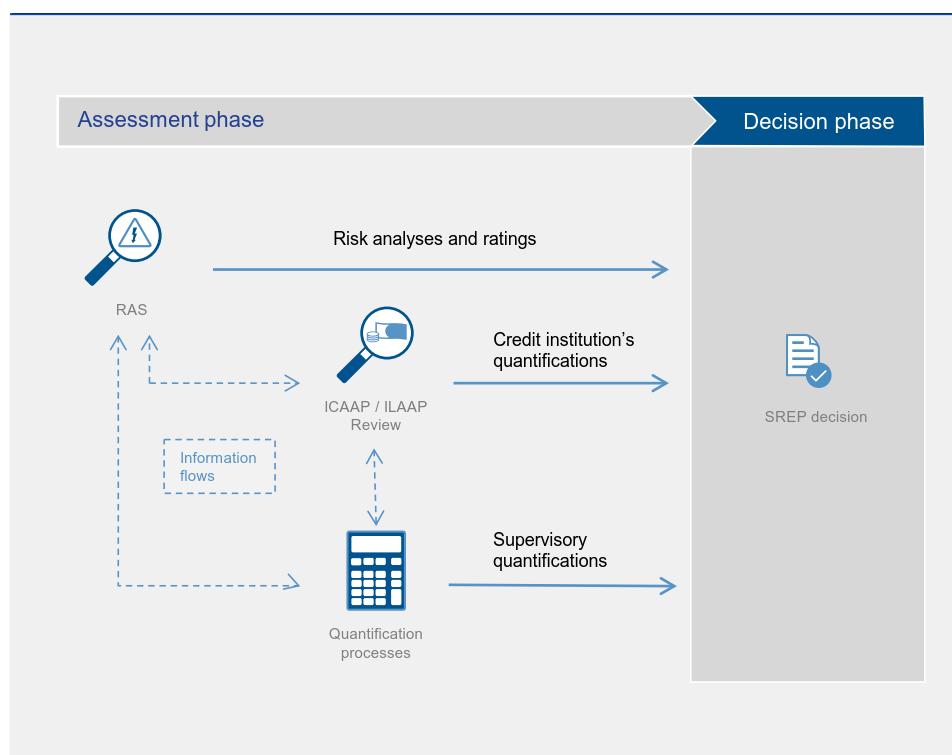 Assessment phase
Decision phase
Risk analyses and ratings
RAS
Credit institution’s
quantifications
ICAAP / ILAAP
Review
SREP decision
Information
flows
Supervisory
quantifications
Quantification
processes